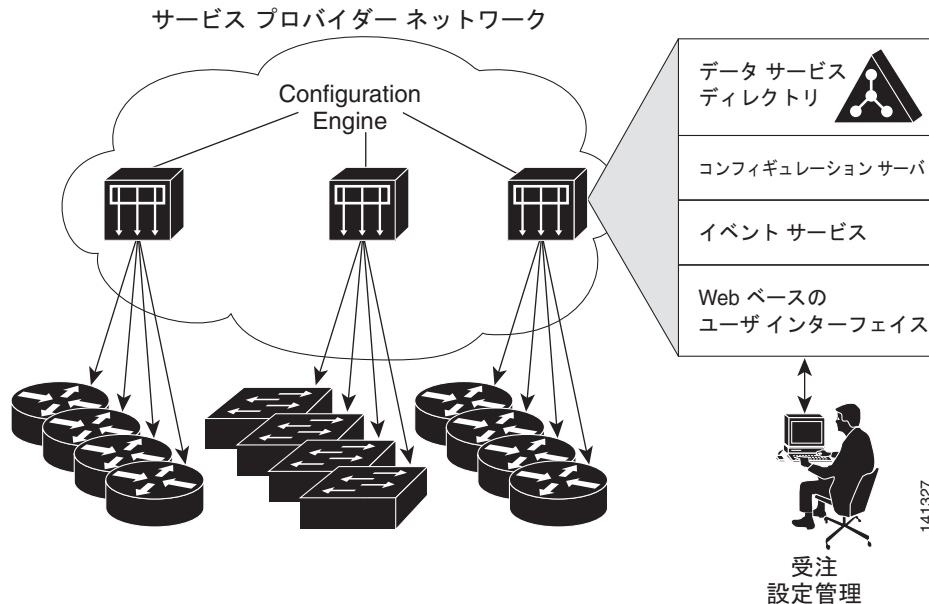 サービス プロバイダー ネットワーク
Configuration
Engine
データ サービス
ディレクトリ
コンフィギュレーション サーバ
イベント サービス
Web ベースの
ユーザ インターフェイス
141327
受注
設定管理